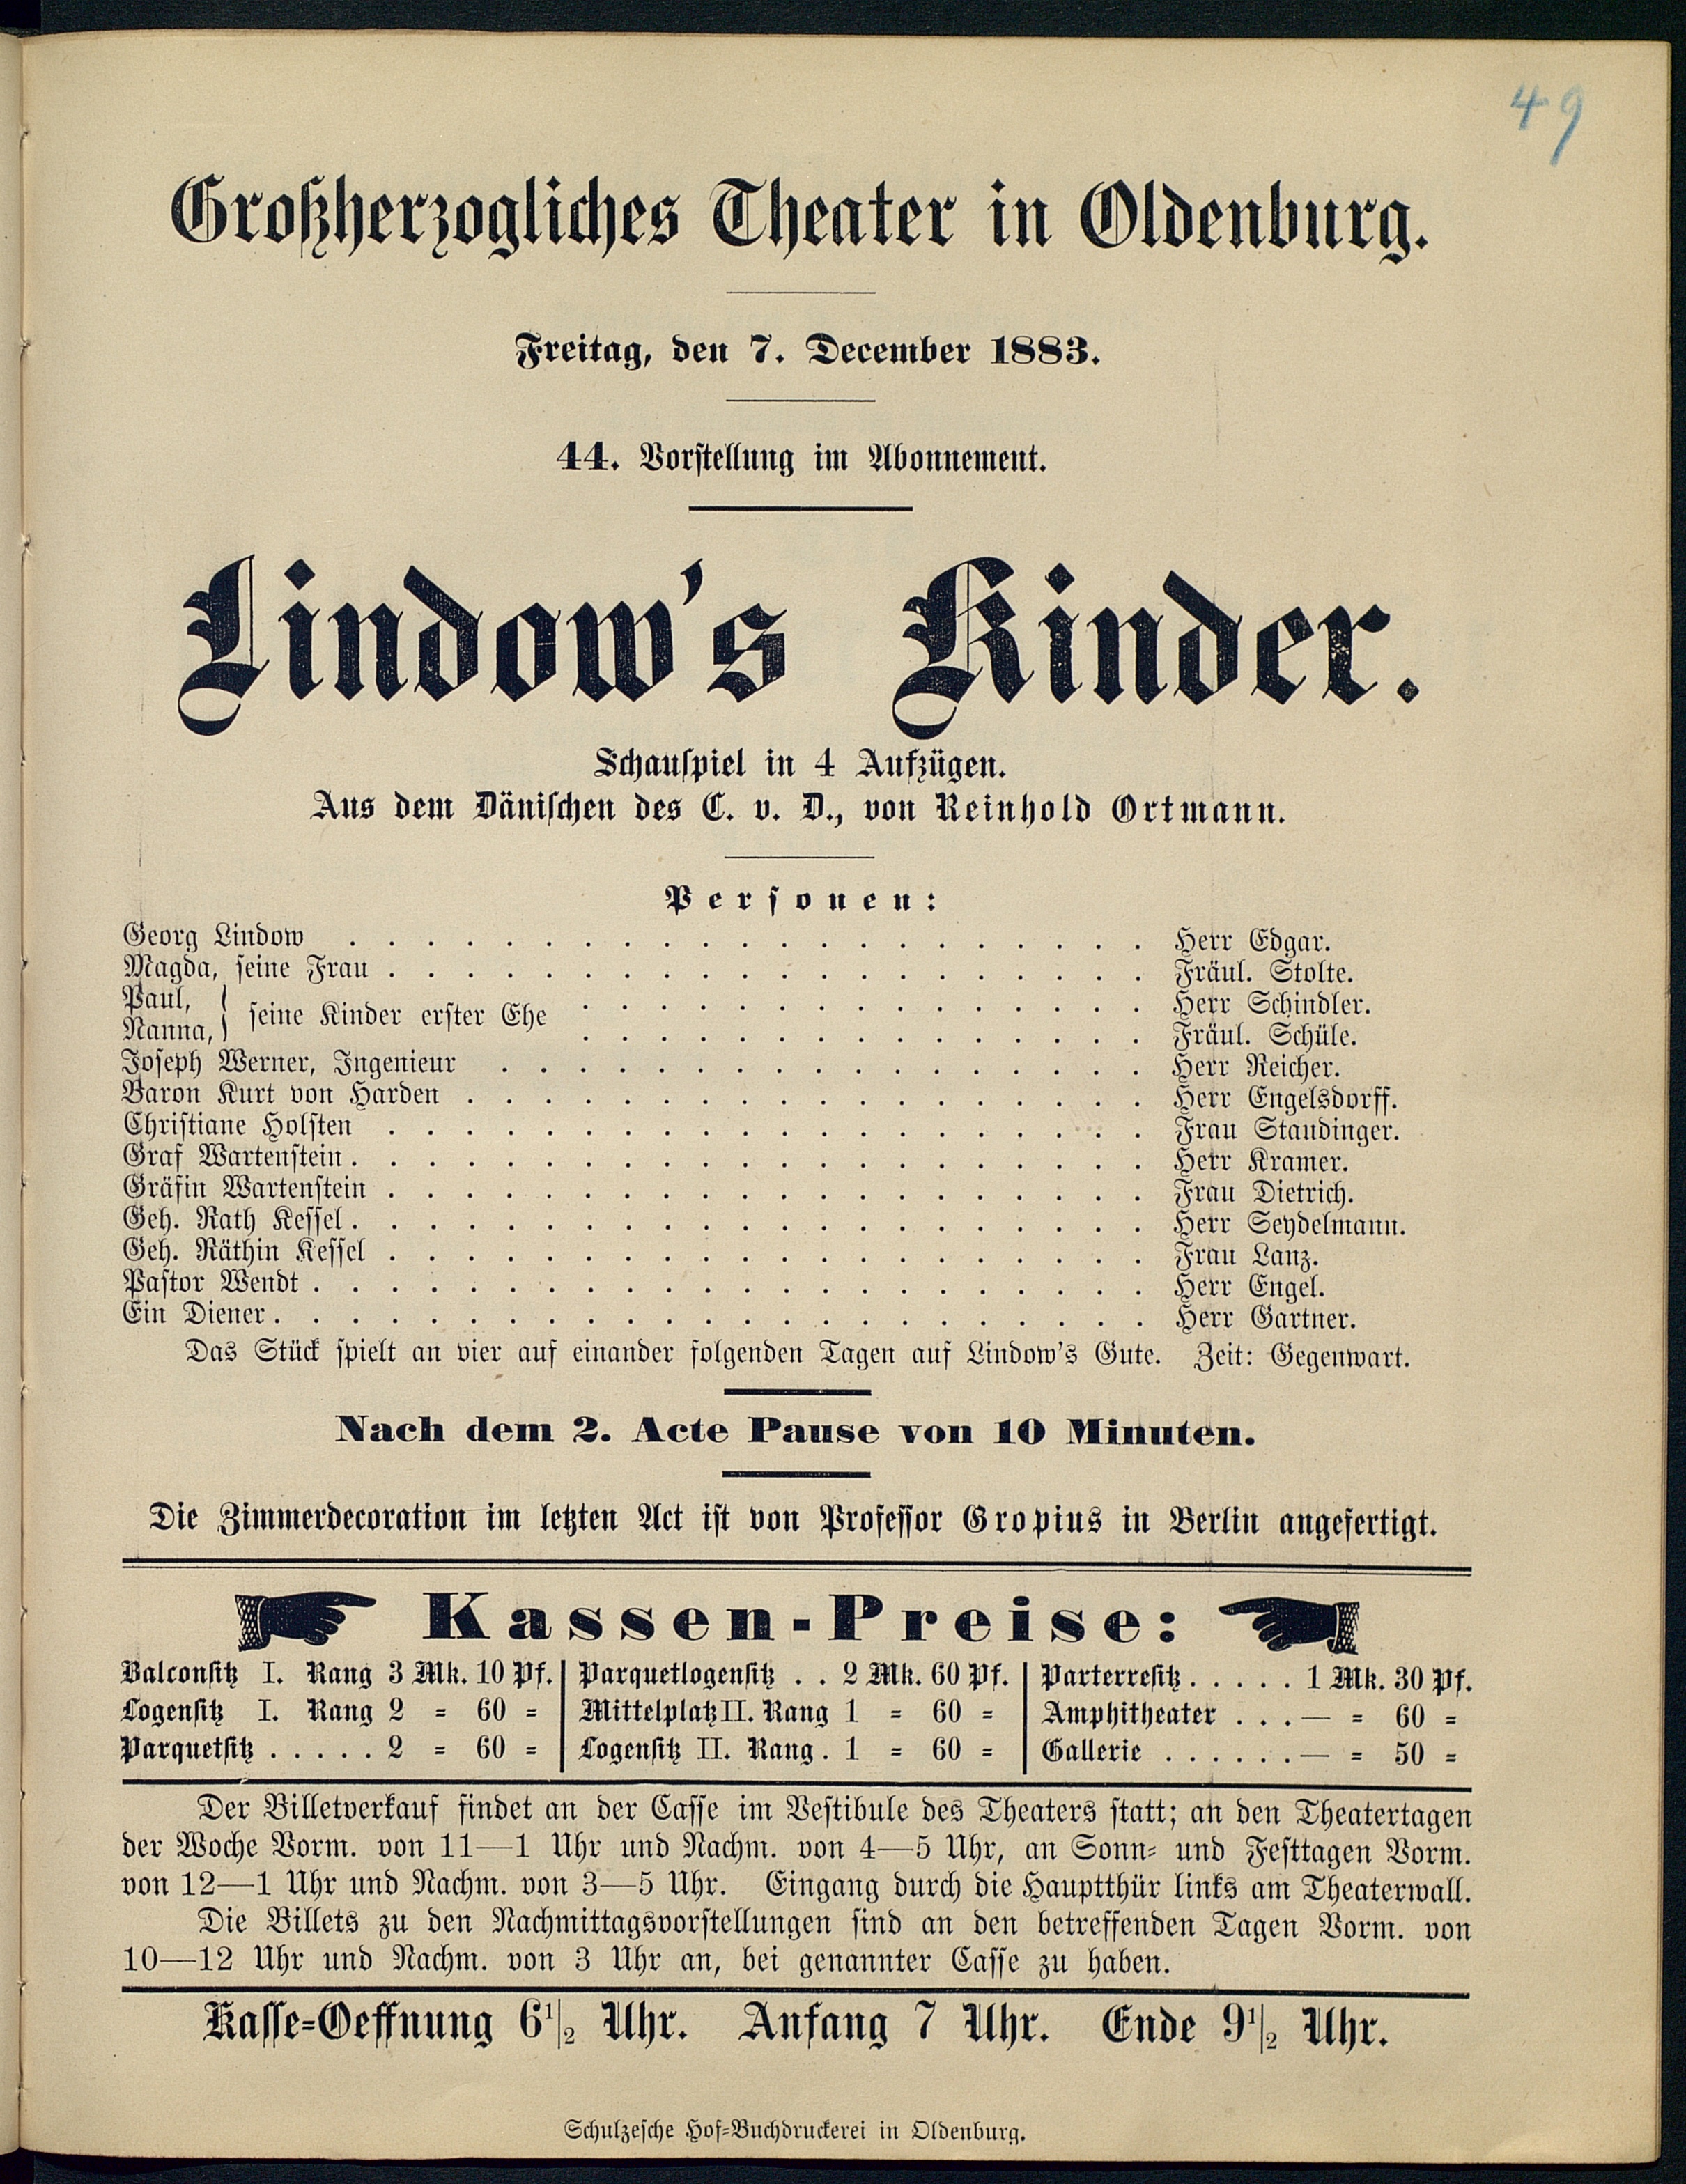 49
Großherzogliches Theater in Oldenburg.
Freitag, den 7. December 1883.
44. Vorstellung im Abonnement.
Lindow's Kinder.
Schauspiel in 4 Aufzügen.
Aus dem Dänischen des C. v. D., von Reinhold Ortmann.
Personen:
Georg Lindow . . . . . . . . . . Herr Edgar.
Magda, seine Frau . . . . . . . . . . Fräul. Stolte.
Paul, } seine Kinder erster Ehe . . . . . . . . . . Herr Schindler.
Nanna, } . . . . . . . . . . Fräul. Schüle.
Joseph Werner, Ingenieur . . . . . . . . . . Herr Reicher.
Baron Kurt von Harden . . . . . . . . . . Herr Engelsdorff.
Christiane Holsten . . . . . . . . . . Frau Staudinger.
Graf Wartenstein . . . . . . . . . . Herr Kramer.
Gräfin Wartenstein . . . . . . . . . . Frau Dietrich.
Geh. Rath Kessel . . . . . . . . . . Herr Seydelmann.
Geh. Räthin Kessel . . . . . . . . . . Frau Lanz.
Pastor Wendt . . . . . . . . . . Herr Engel.
Ein Diener . . . . . . . . . . Herr Gartner.
Das Stück spielt an vier auf einander folgenden Tagen auf Lindow's Gute. Zeit: Gegenwart.
Nach dem 2. Acte Pause von 10 Minuten.
Die Zimmerdecoration im letzten Act ist von Professor Gropius in Berlin angefertigt.
Kassen-Preise:
Balconsitz I. Rang 3 Mk. 10 Pf. | Parquetlogensitz . . 2 Mk. 60 Pf. | Parterresitz . . . . . 1 Mk. 30 Pf.
Logensitz I. Rang 2 = 60 = | Mittelplatz II. Rang 1 = 60 = | Amphitheater . . . — = 60 =
Parquetsitz . . . . . 2 = 60 = | Logensitz II. Rang . 1 = 60 = | Gallerie . . . . . . — = 50 =
Der Billetverkauf findet an der Casse im Vestibule des Theaters statt; an den Theatertagen
der Woche Vorm. von 11—1 Uhr und Nachm. von 4—5 Uhr, an Sonn= und Festtagen Vorm.
von 12—1 Uhr und Nachm. von 3—5 Uhr. Eingang durch die Hauptthür links am Theaterwall.
Die Billets zu den Nachmittagsvorstellungen sind an den betreffenden Tagen Vorm. von
10—12 Uhr und Nachm. von 3 Uhr an, bei genannter Casse zu haben.
Kasse=Oeffnung 6 1/2 Uhr. Anfang 7 Uhr. Ende 9 1/2 Uhr.
Schulzesche Hof=Buchdruckerei in Oldenburg.